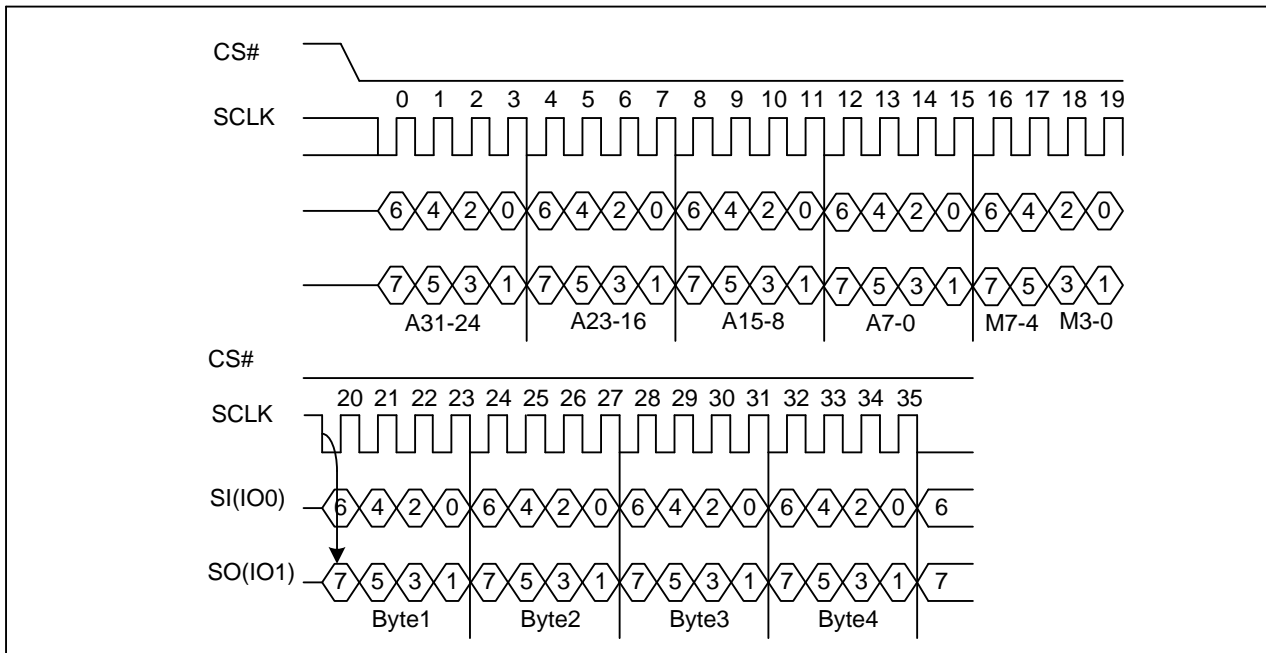 CS#
0 1 2 3 4 5 6 7 8 9 10 11 12 13 14 15 16 17 18 19
SCLK
6 4 2 0 6 4 2 0 6 4 2 0 6 4 2 0 6 4 2 0
7 5 3 1 7 5 3 1 7 5 3 1 7 5 3 1 7 5 3 1
A31-24 A23-16 A15-8 A7-0 M7-4 M3-0
CS#
20 21 22 23 24 25 26 27 28 29 30 31 32 33 34 35
SCLK
SI(IO0) 6 4 2 0 6 4 2 0 6 4 2 0 6 4 2 0 6
SO(IO1) 7 5 3 1 7 5 3 1 7 5 3 1 7 5 3 1 7
Byte1 Byte2 Byte3 Byte4